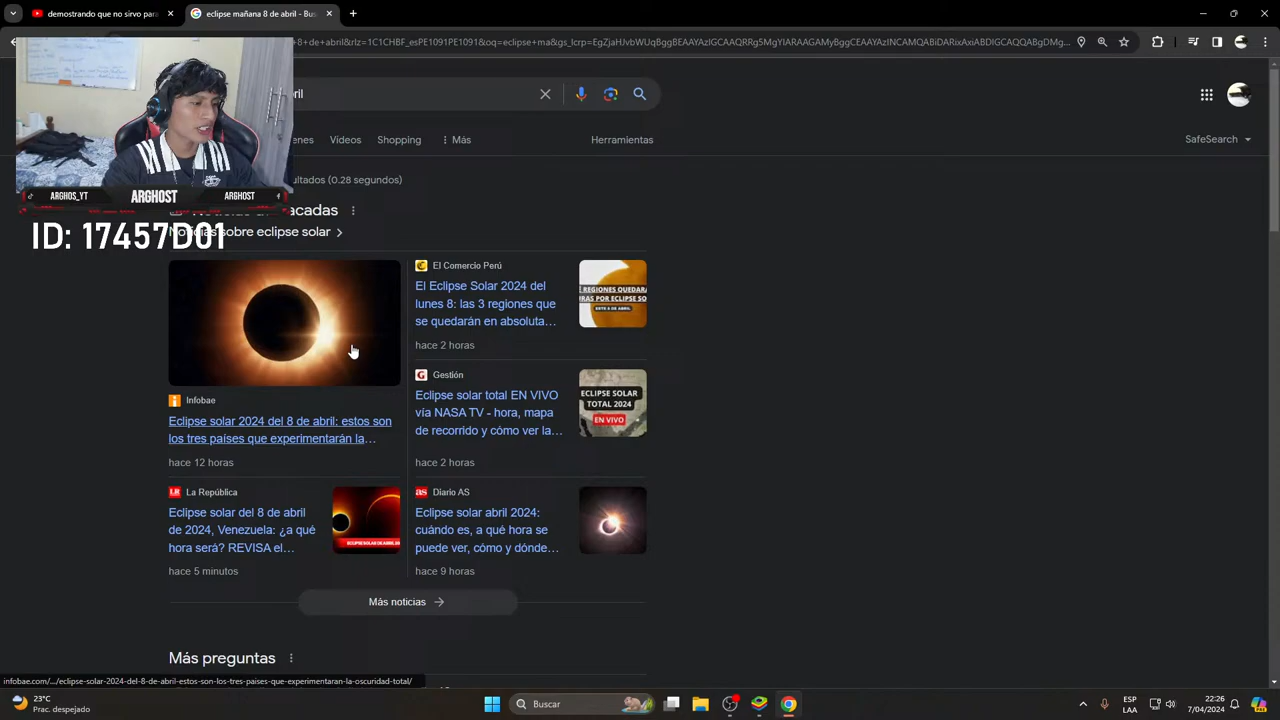 demostrando que no sirvo para
eclipse mañana 8 de abril - Bus
Imágenes
Vídeos
Shopping
Más
Herramientas
SafeSearch
(0.28 segundos)
ARGHOS_YT
ARGHOST
ARGHOST
Noticias sobre eclipse solar
ID: 17457D01
El Comercio Perú
El Eclipse Solar 2024 del
lunes 8: las 3 regiones que
se quedarán en absoluta...
hace 2 horas
Infobae
Eclipse solar 2024 del 8 de abril: estos son
los tres países que experimentarán la...
hace 12 horas
Gestión
Eclipse solar total EN VIVO
vía NASA TV - hora, mapa
de recorrido y cómo ver la...
ECLIPSE SOLAR
TOTAL 2024
EN VIVO
hace 2 horas
La República
Eclipse solar del 8 de abril
de 2024, Venezuela: ¿a qué
hora será? REVISA el...
hace 5 minutos
Diario AS
Eclipse solar abril 2024:
cuándo es, a qué hora se
puede ver, cómo y dónde...
hace 9 horas
Más noticias
Más preguntas
infobae.com/.../eclipse-solar-2024-del-8-de-abril-estos-son-los-tres-paises-que-experimentaran-la-oscuridad-total/
23°C
Prac. despejado
Buscar
ESP
LAA
22:26
7/04/2024